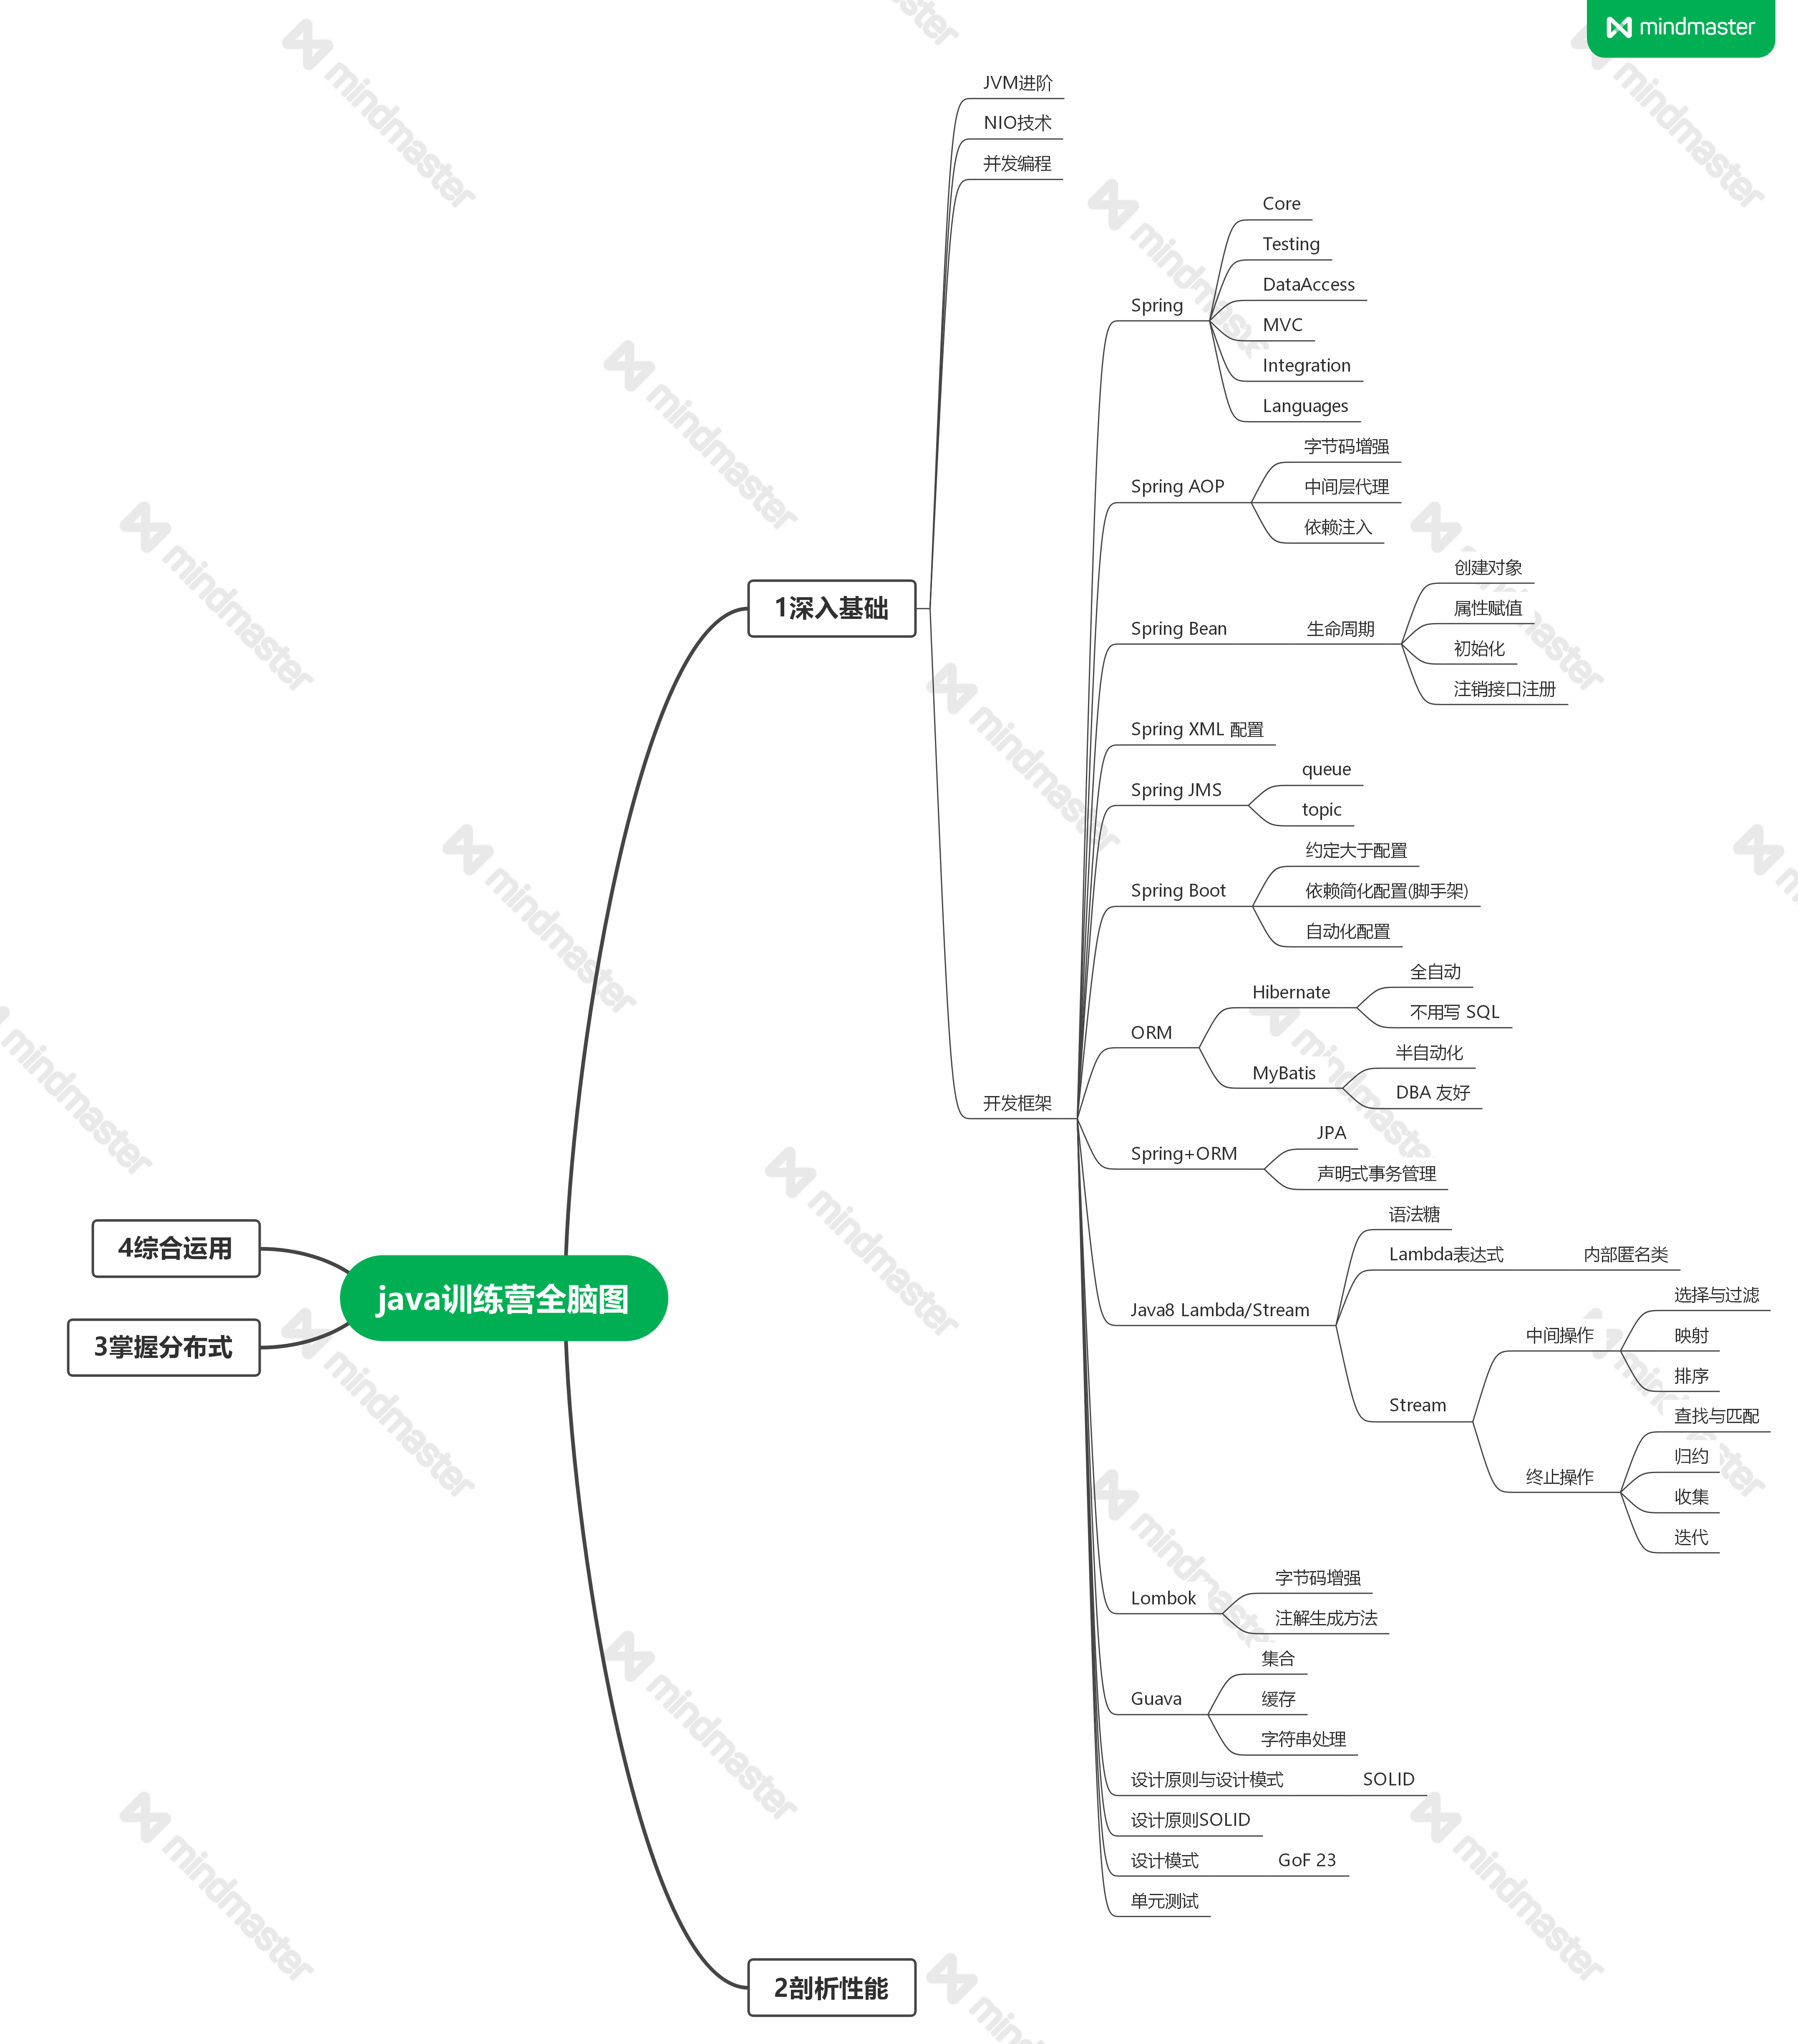 mindmaster
java训练营全脑图
1深入基础
JVM进阶
NIO技术
并发编程
开发框架
Spring
Core
Testing
DataAccess
MVC
Integration
Languages
Spring AOP
字节码增强
中间层代理
依赖注入
Spring Bean
生命周期
创建对象
属性赋值
初始化
注销接口注册
Spring XML 配置
Spring JMS
queue
topic
Spring Boot
约定大于配置
依赖简化配置(脚手架)
自动化配置
ORM
Hibernate
全自动
不用写 SQL
MyBatis
半自动化
DBA 友好
Spring+ORM
JPA
声明式事务管理
Java8 Lambda/Stream
语法糖
Lambda表达式
内部匿名类
Stream
中间操作
选择与过滤
映射
排序
终止操作
查找与匹配
归约
收集
迭代
Lombok
字节码增强
注解生成方法
Guava
集合
缓存
字符串处理
设计原则与设计模式
SOLID
设计原则SOLID
设计模式
GoF 23
单元测试
2剖析性能
3掌握分布式
4综合运用